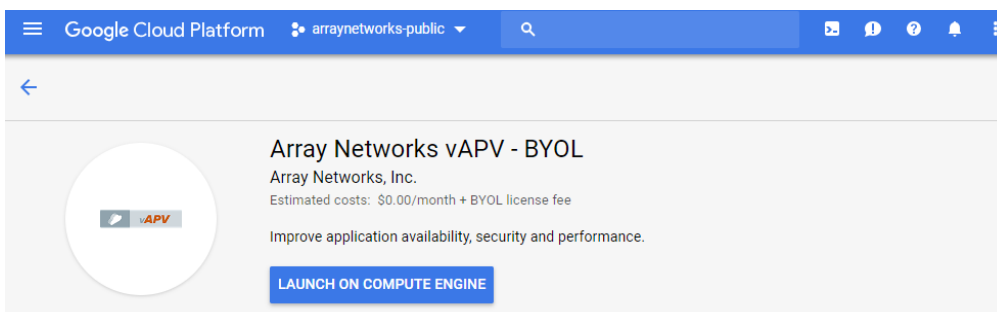 Google Cloud Platform arraynetworks-public
Array Networks vAPV - BYOL
Array Networks, Inc.
Estimated costs: $0.00/month + BYOL license fee
vAPV
Improve application availability, security and performance.
LAUNCH ON COMPUTE ENGINE